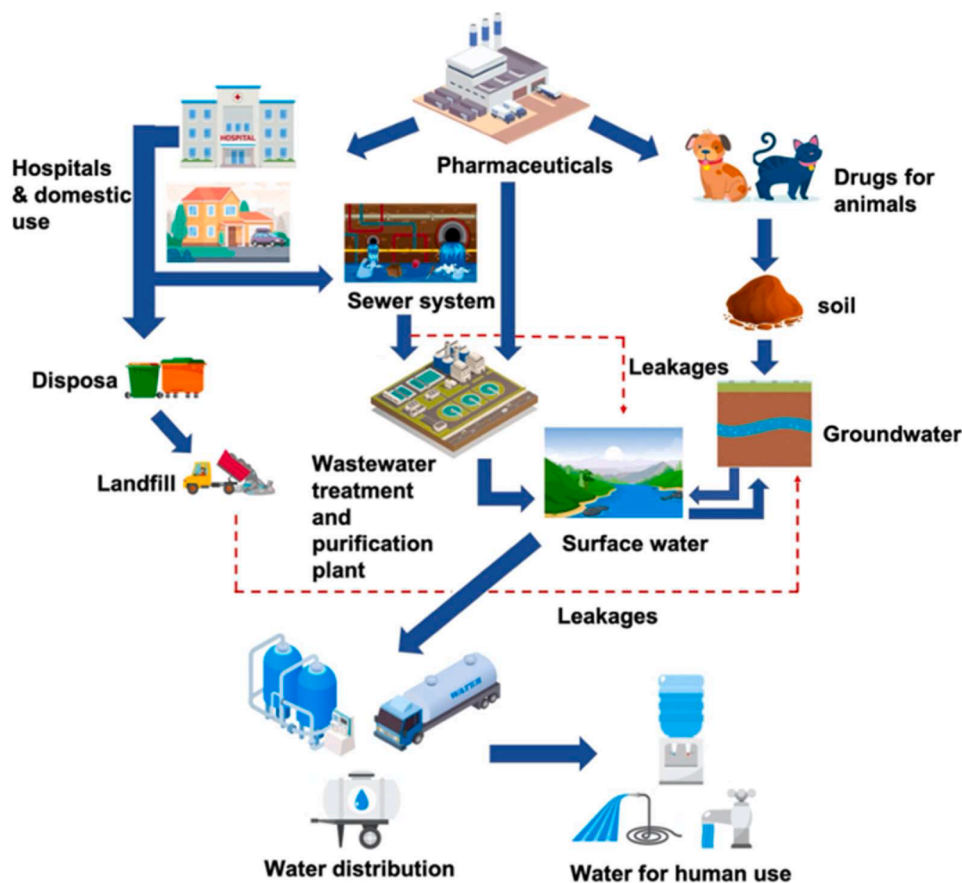 HOSPITAL
Pharmaceuticals
Hospitals
& domestic
use
Drugs for
animals
Sewer system
soil
Leakages
Disposa
Groundwater
Landfill
Wastewater
treatment
and
purification
plant
Surface water
Leakages
WATER
Water distribution
Water for human use